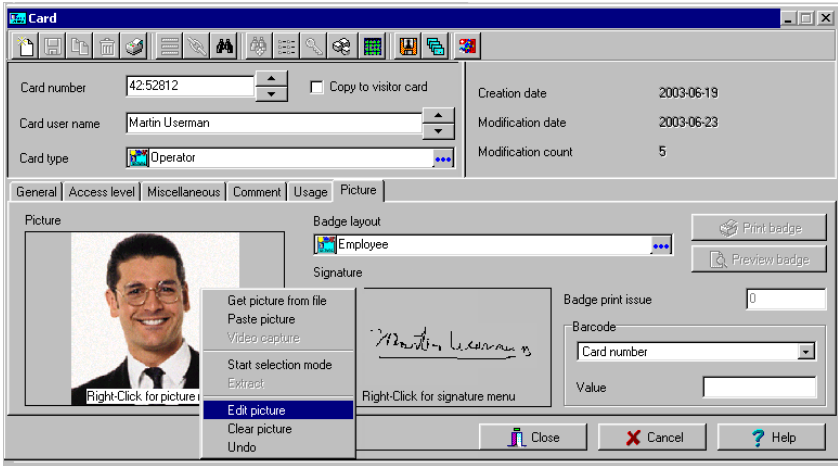 Card
Card number
42:52812
Copy to visitor card
Card user name
Martin Userman
Card type
Operator
Creation date
2003-06-19
Modification date
2003-06-23
Modification count
5
General
Access level
Miscellaneous
Comment
Usage
Picture
Picture
Right-Click for picture
Get picture from file
Paste picture
Video capture
Start selection mode
Extract
Edit picture
Clear picture
Undo
Badge layout
Employee
Signature
Martin
Right-Click for signature menu
Print badge
Preview badge
Badge print issue
0
Barcode
Card number
Value
Close
Cancel
Help